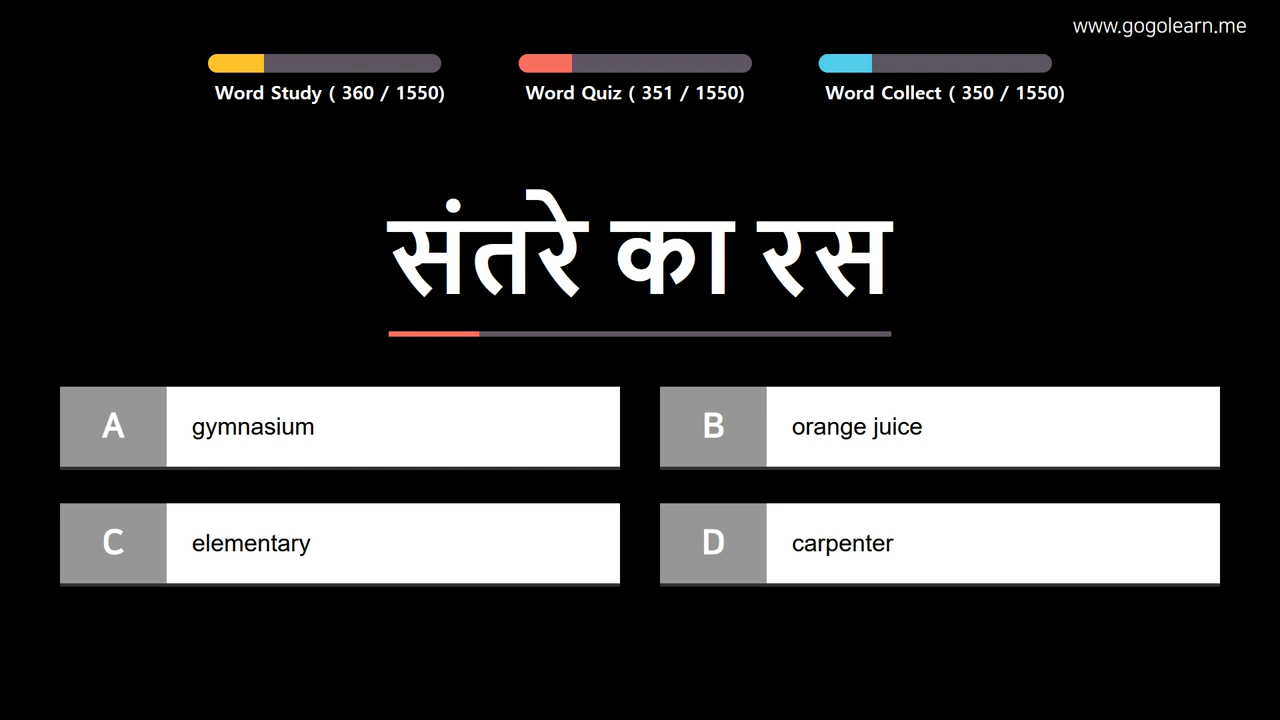 www.gogolearn.me
Word Study ( 360 / 1550)
Word Quiz ( 351 / 1550)
Word Collect ( 350 / 1550)
संतरे का रस
A gymnasium
B orange juice
C elementary
D carpenter